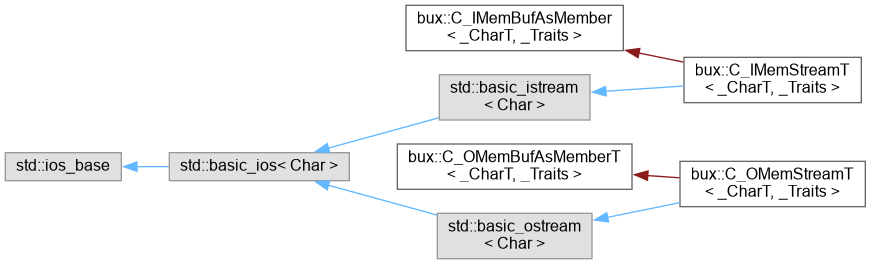 bux::C_IMemBufAsMember
< _CharT, _Traits >
bux::C_IMemStreamT
< _CharT, _Traits >
std::basic_istream
< Char >
std::ios_base
std::basic_ios< Char >
bux::C_OMemBufAsMemberT
< _CharT, _Traits >
bux::C_OMemStreamT
< _CharT, _Traits >
std::basic_ostream
< Char >